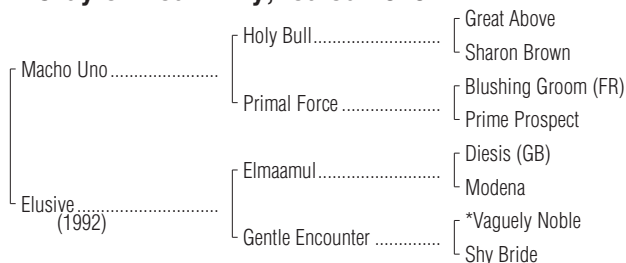 Great Above
Holy Bull
Sharon Brown
Macho Uno
Blushing Groom (FR)
Primal Force
Prime Prospect
Diesis (GB)
Elmaamul
Modena
Elusive
(1992)
*Vaguely Noble
Gentle Encounter
Shy Bride